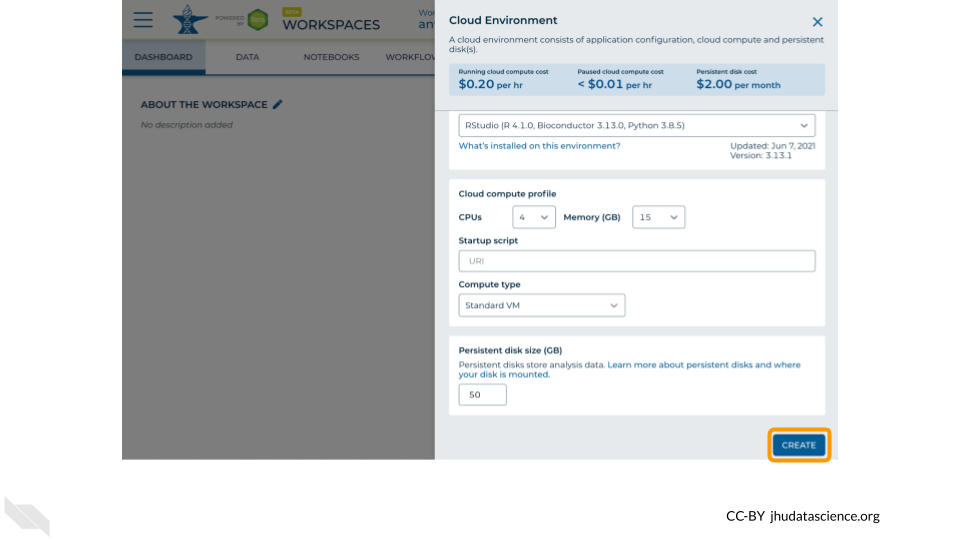 POWERED
BY
Terra
BETA
WORKSPACES
DASHBOARD
DATA
NOTEBOOKS
ABOUT THE WORKSPACE
No description added
Cloud Environment
A cloud environment consists of application configuration, cloud compute and persistent
disk(s).
Running cloud compute cost
$0.20 per hr
Paused cloud compute cost
< $0.01 per hr
Persistent disk cost
$2.00 per month
RStudio (R 4.1.0, Bioconductor 3.13.0, Python 3.8.5)
What's installed on this environment?
Updated: Jun 7, 2021
Version: 3.13.1
Cloud compute profile
CPUs 4 Memory (GB) 15
Startup script
URI
Compute type
Standard VM
Persistent disk size (GB)
Persistent disks store analysis data. Learn more about persistent disks and where
your disk is mounted.
50
CREATE
CC-BY jhudatascience.org